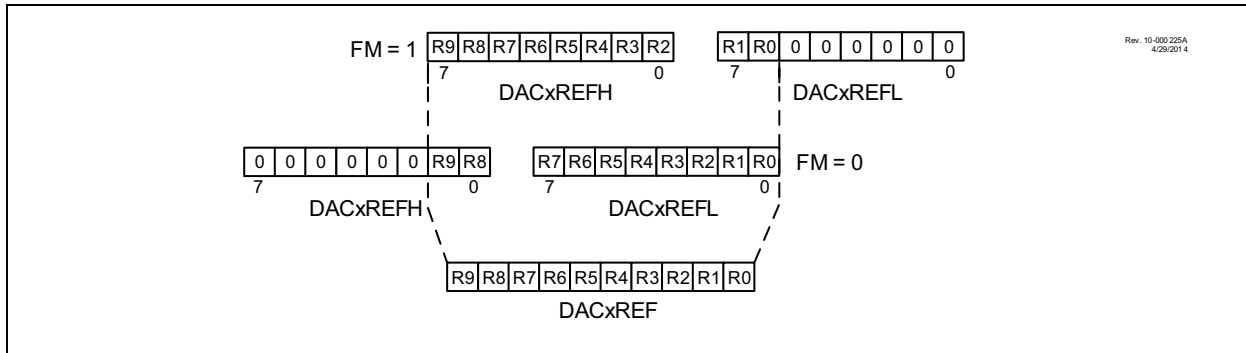 FM = 1 R9 R8 R7 R6 R5 R4 R3 R2 R1 R0 0 0 0 0 0 0
7 0 7 0
DACxREFH DACxREFL
Rev. 10-000 225A
4/29/201 4
0 0 0 0 0 0 R9 R8 R7 R6 R5 R4 R3 R2 R1 R0 FM = 0
7 0 7 0
DACxREFH DACxREFL
R9 R8 R7 R6 R5 R4 R3 R2 R1 R0
DACxREF